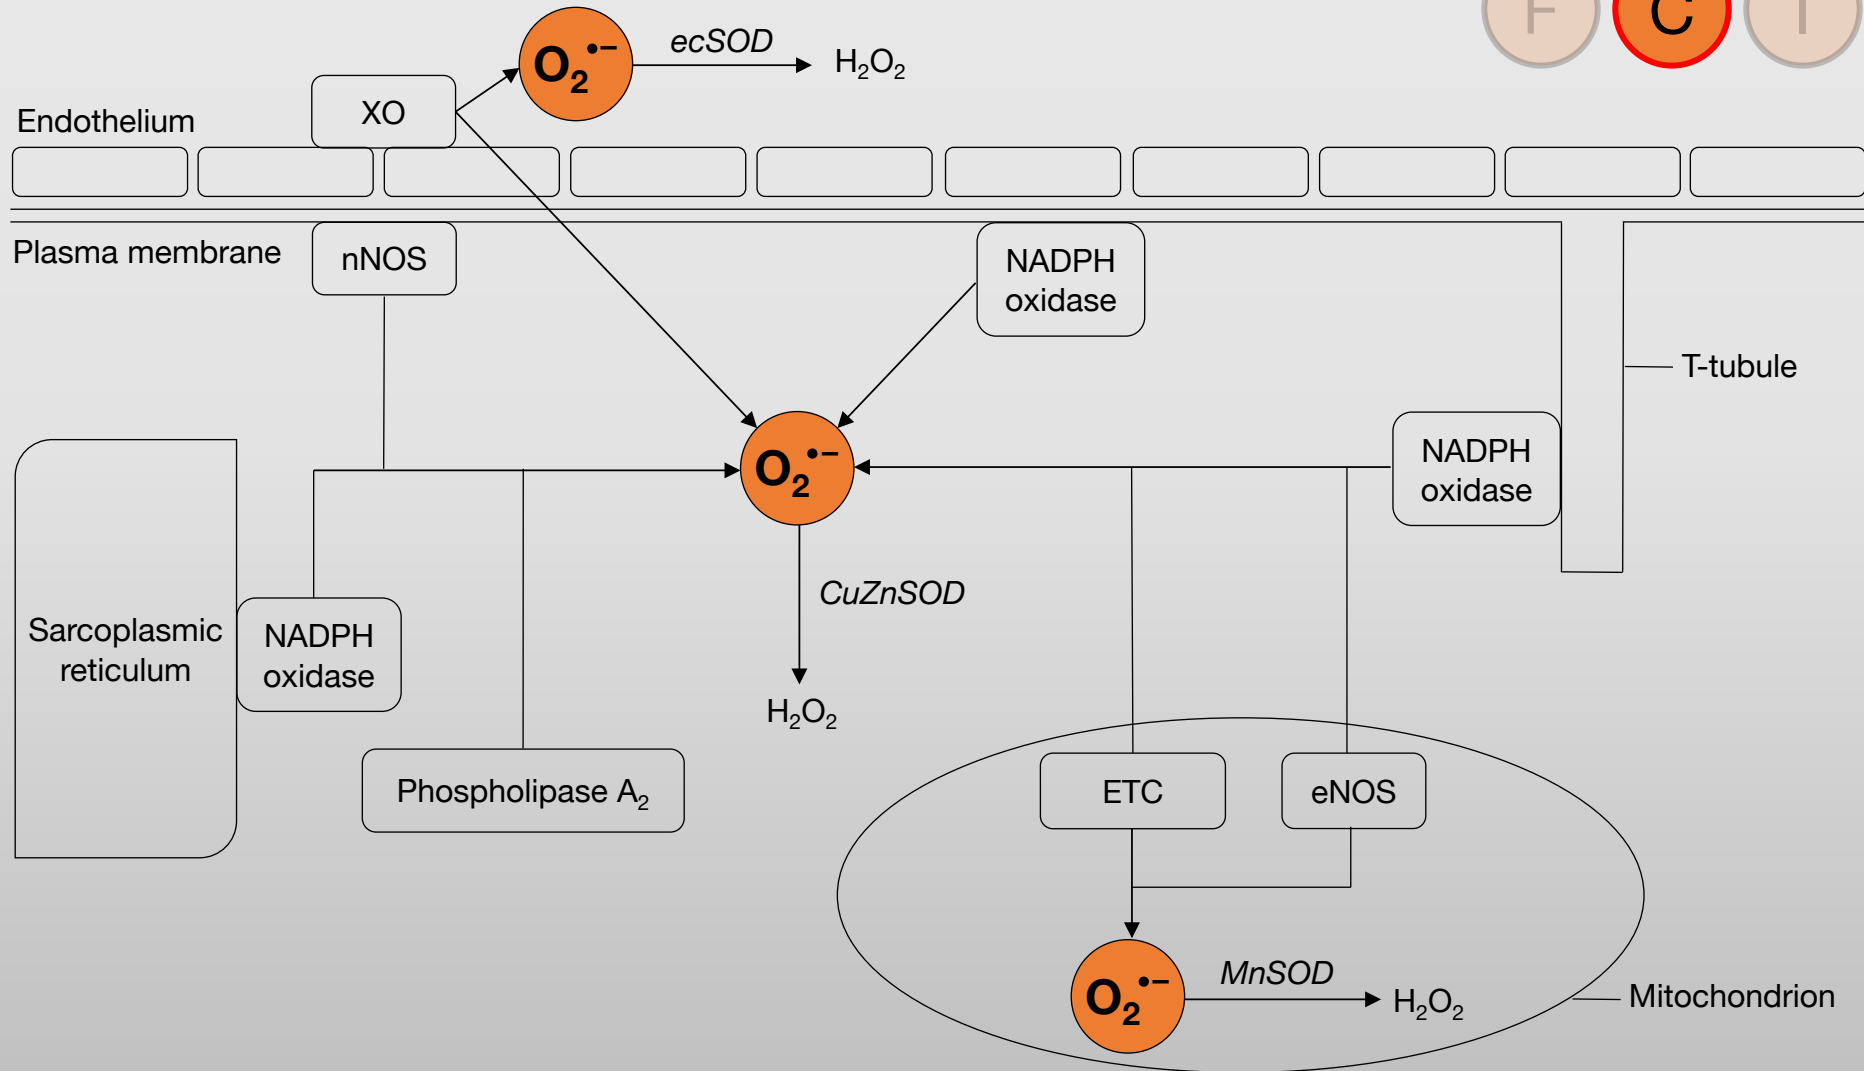 F C I
O₂•−
ecSOD
H₂O₂
XO
Endothelium
Plasma membrane
nNOS
NADPH
oxidase
T-tubule
O₂•−
NADPH
oxidase
CuZnSOD
Sarcoplasmic
reticulum
NADPH
oxidase
H₂O₂
Phospholipase A₂
ETC
eNOS
O₂•−
MnSOD
H₂O₂
Mitochondrion